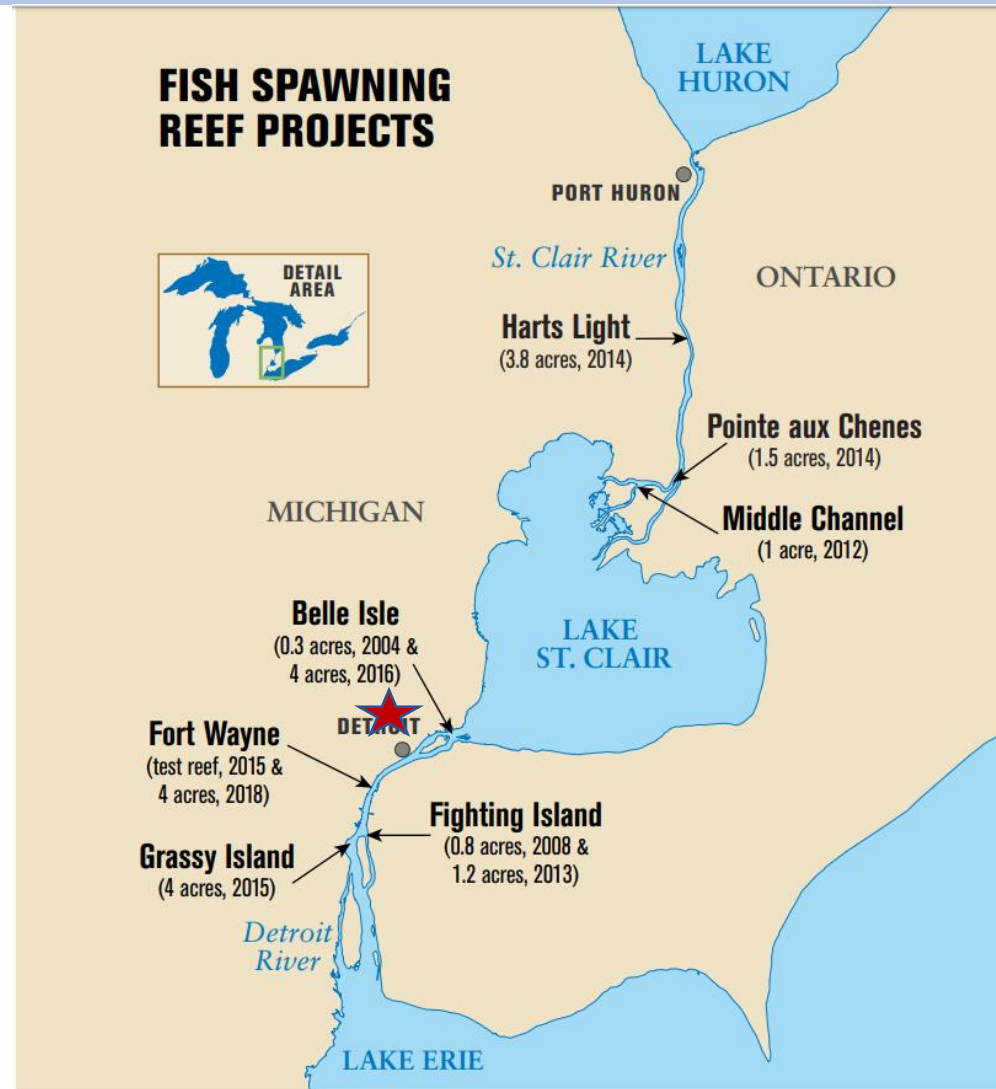 FISH SPAWNING
REEF PROJECTS
LAKE
HURON
PORT HURON
St. Clair River
DETAIL
AREA
ONTARIO
Harts Light
(3.8 acres, 2014)
Pointe aux Chenes
(1.5 acres, 2014)
MICHIGAN
Middle Channel
(1 acre, 2012)
Belle Isle
(0.3 acres, 2004 &
4 acres, 2016)
LAKE
ST. CLAIR
DETROIT
Fort Wayne
(test reef, 2015 &
4 acres, 2018)
Fighting Island
(0.8 acres, 2008 &
1.2 acres, 2013)
Grassy Island
(4 acres, 2015)
Detroit
River
LAKE ERIE